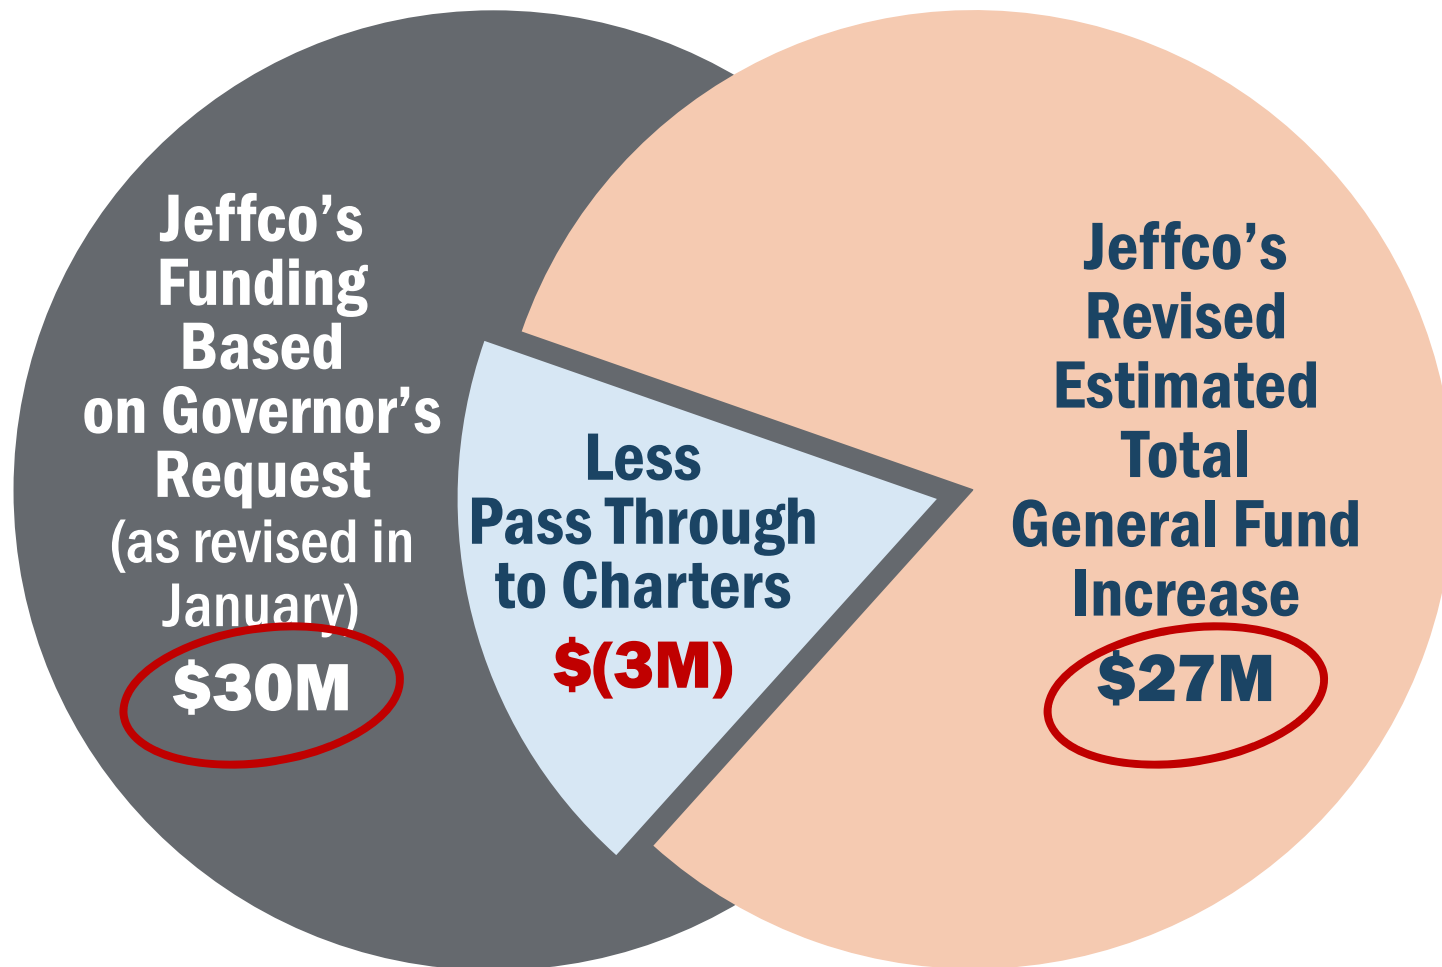 Jeffco’s
Funding
Based
on Governor’s
Request
(as revised in
January)
$30M
Less
Pass Through
to Charters
$(3M)
Jeffco’s
Revised
Estimated
Total
General Fund
Increase
$27M